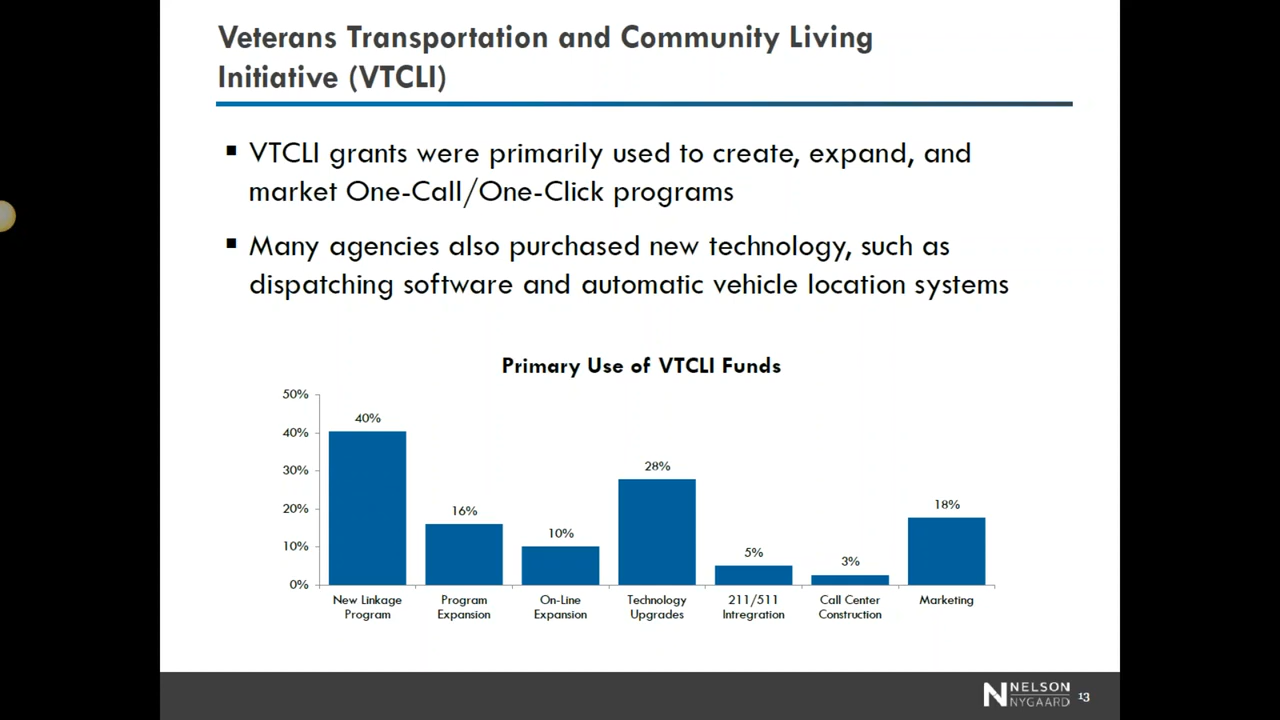 Veterans Transportation and Community Living
Initiative (VTCLI)
▪ VTCLI grants were primarily used to create, expand, and
market One-Call/One-Click programs
▪ Many agencies also purchased new technology, such as
dispatching software and automatic vehicle location systems
Primary Use of VTCLI Funds
50%
40%
30%
20%
10%
0%
40%
16%
10%
28%
5%
3%
18%
New Linkage
Program
Program
Expansion
On-Line
Expansion
Technology
Upgrades
211/511
Intregration
Call Center
Construction
Marketing
NELSON
NYGAARD
13